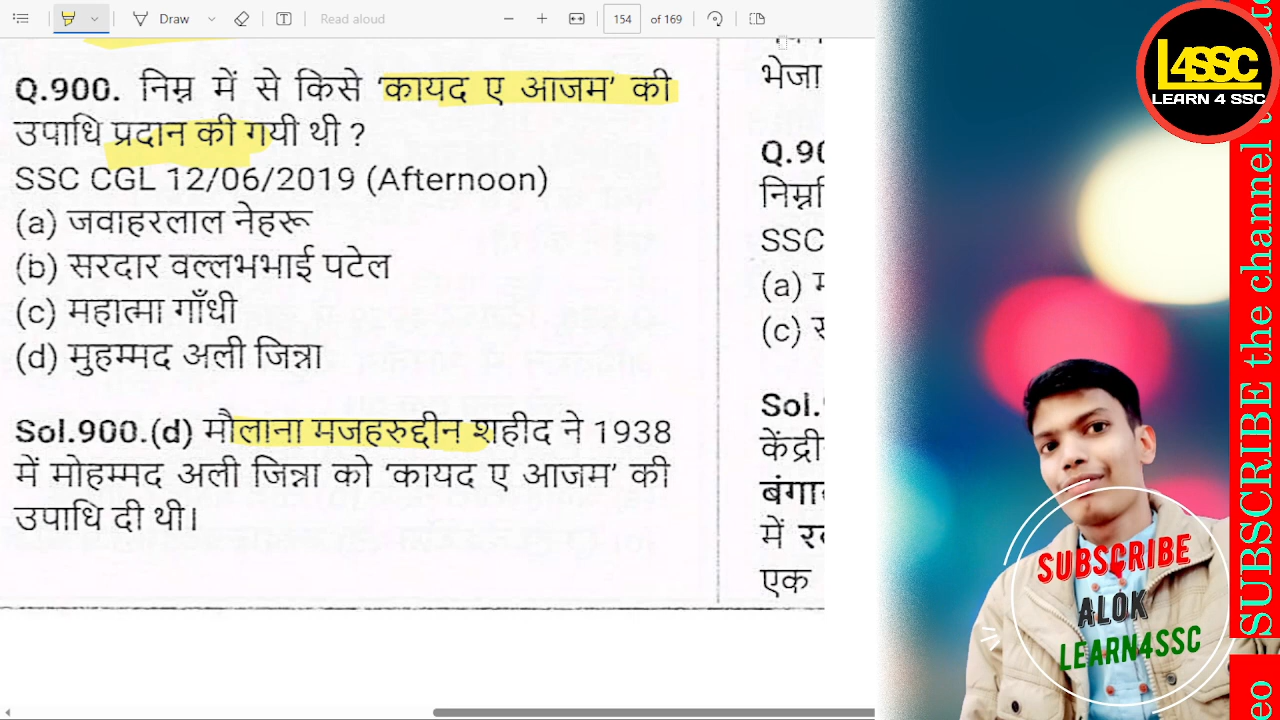 Draw
Read aloud
154 of 169
Q.900. निम्न में से किसे 'कायद ए आजम' की
उपाधि प्रदान की गयी थी ?
SSC CGL 12/06/2019 (Afternoon)
(a) जवाहरलाल नेहरू
(b) सरदार वल्लभभाई पटेल
(c) महात्मा गाँधी
(d) मुहम्मद अली जिन्ना
Sol.900.(d) मौलाना मजहरुद्दीन शहीद ने 1938
में मोहम्मद अली जिन्ना को 'कायद ए आजम' की
उपाधि दी थी।
भेजा
Q.90
SSC
(a)
(c)
Sol.
में
एक
L4SSC
LEARN 4 SSC
SUBSCRIBE
ALOK
LEARN4SSC
SUBSCRIBE the channel
eo